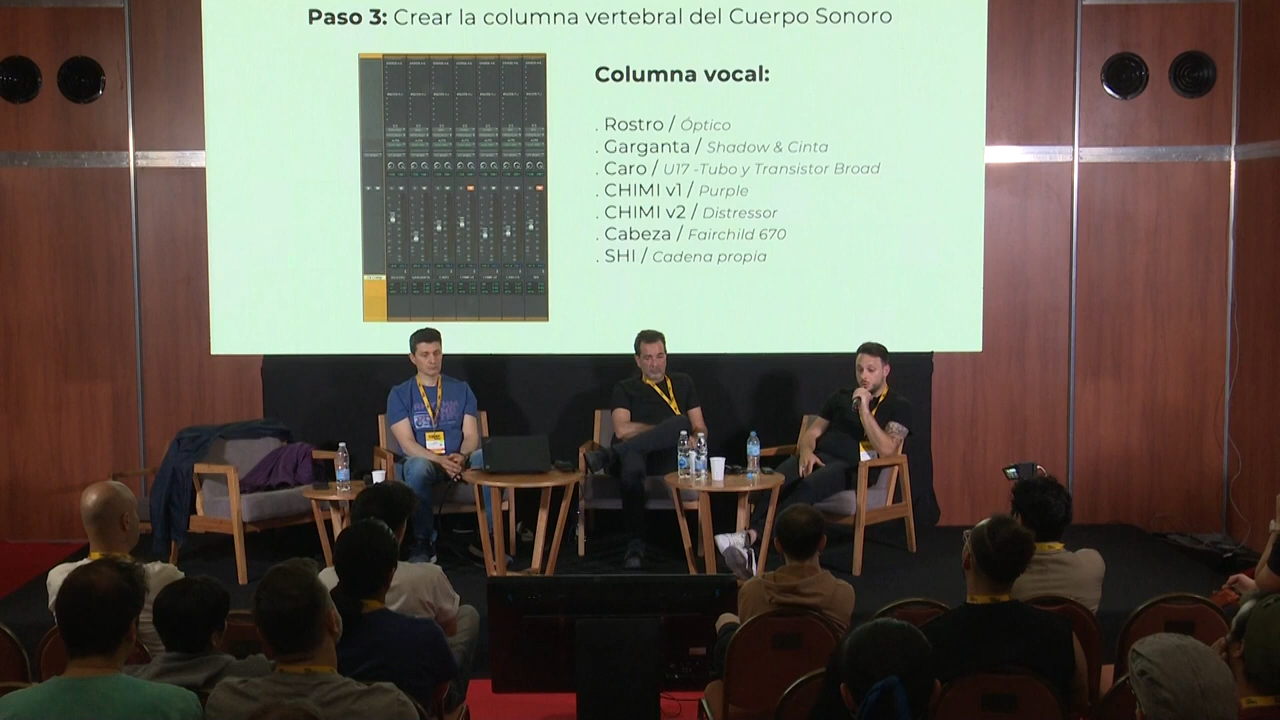 Paso 3: Crear la columna vertebral del Cuerpo Sonoro
Columna vocal:
. Rostro / Óptico
. Garganta / Shadow & Cinta
. Caro / U17 -Tubo y Transistor Broad
. CHIMI v1 / Purple
. CHIMI v2 / Distressor
. Cabeza / Fairchild 670
. SHI / Cadena propia
RHYTHM